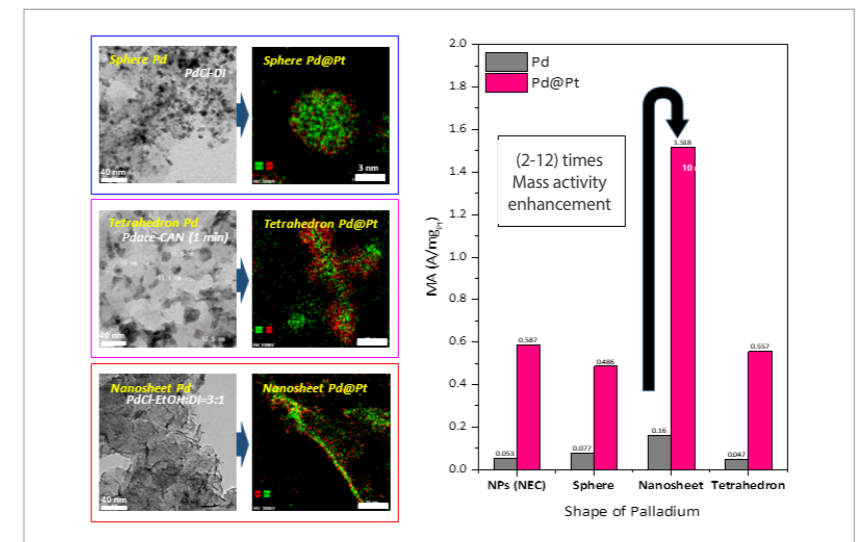 Sphere Pd
PdCl-DI
40 nm
Sphere Pd@Pt
3 nm
Tetrahedron Pd
Pdace-CAN (1 min)
40 nm
Tetrahedron Pd@Pt
Nanosheet Pd
PdCl-EtOH:DI=3:1
40 nm
Nanosheet Pd@Pt
Pd
Pd@Pt
(2-12) times
Mass activity
enhancement
MA (A/mgPt)
2.0
1.8
1.6
1.4
1.2
1.0
0.8
0.6
0.4
0.2
0.0
0.053
0.587
0.077
0.486
0.16
1.518
10
0.047
0.557
NPs (NEC)
Sphere
Nanosheet
Tetrahedron
Shape of Palladium